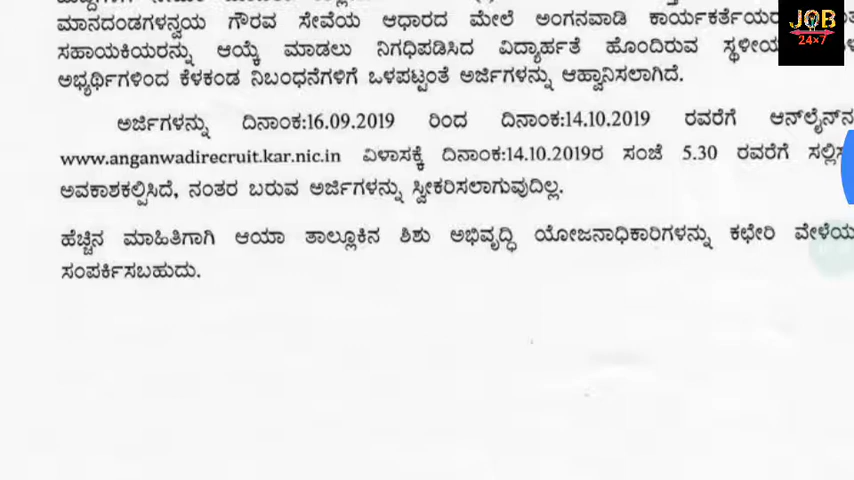 ಮಾನದಂಡಗಳನ್ವಯ ಗೌರವ ಸೇವೆಯ ಆಧಾರದ ಮೇಲೆ ಅಂಗನವಾಡಿ
JOB
24×7
ಸಹಾಯಕಿಯರನ್ನು ಆಯ್ಕೆ ಮಾಡಲು ನಿಗಧಿಪಡಿಸಿದ ವಿದ್ಯಾರ್ಹತೆ ಹೊಂದಿರುವ
ಅಭ್ಯರ್ಥಿಗಳಿಂದ ಕೆಳಕಂಡ ನಿಬಂಧನೆಗಳಿಗೆ ಒಳಪಟ್ಟಂತೆ ಅರ್ಜಿಗಳನ್ನು ಆಹ್ವಾನಿಸಲಾಗಿದೆ.
ಅರ್ಜಿಗಳನ್ನು ದಿನಾಂಕ:16.09.2019 ರಿಂದ ದಿನಾಂಕ:14.10.2019 ರವರೆಗೆ ಆನ್‌ಲೈನ್‌ನ
www.anganwadirecruit.kar.nic.in ವಿಳಾಸಕ್ಕೆ ದಿನಾಂಕ:14.10.2019ರ ಸಂಜೆ 5.30 ರವರೆಗೆ
ಅವಕಾಶಕಲ್ಪಿಸಿದೆ, ನಂತರ ಬರುವ ಅರ್ಜಿಗಳನ್ನು ಸ್ವೀಕರಿಸಲಾಗುವುದಿಲ್ಲ.
ಹೆಚ್ಚಿನ ಮಾಹಿತಿಗಾಗಿ ಆಯಾ ತಾಲ್ಲೂಕಿನ ಶಿಶು ಅಭಿವೃದ್ಧಿ ಯೋಜನಾಧಿಕಾರಿಗಳನ್ನು ಕಛೇರಿ ವೇಳೆಯ
ಸಂಪರ್ಕಿಸಬಹುದು.